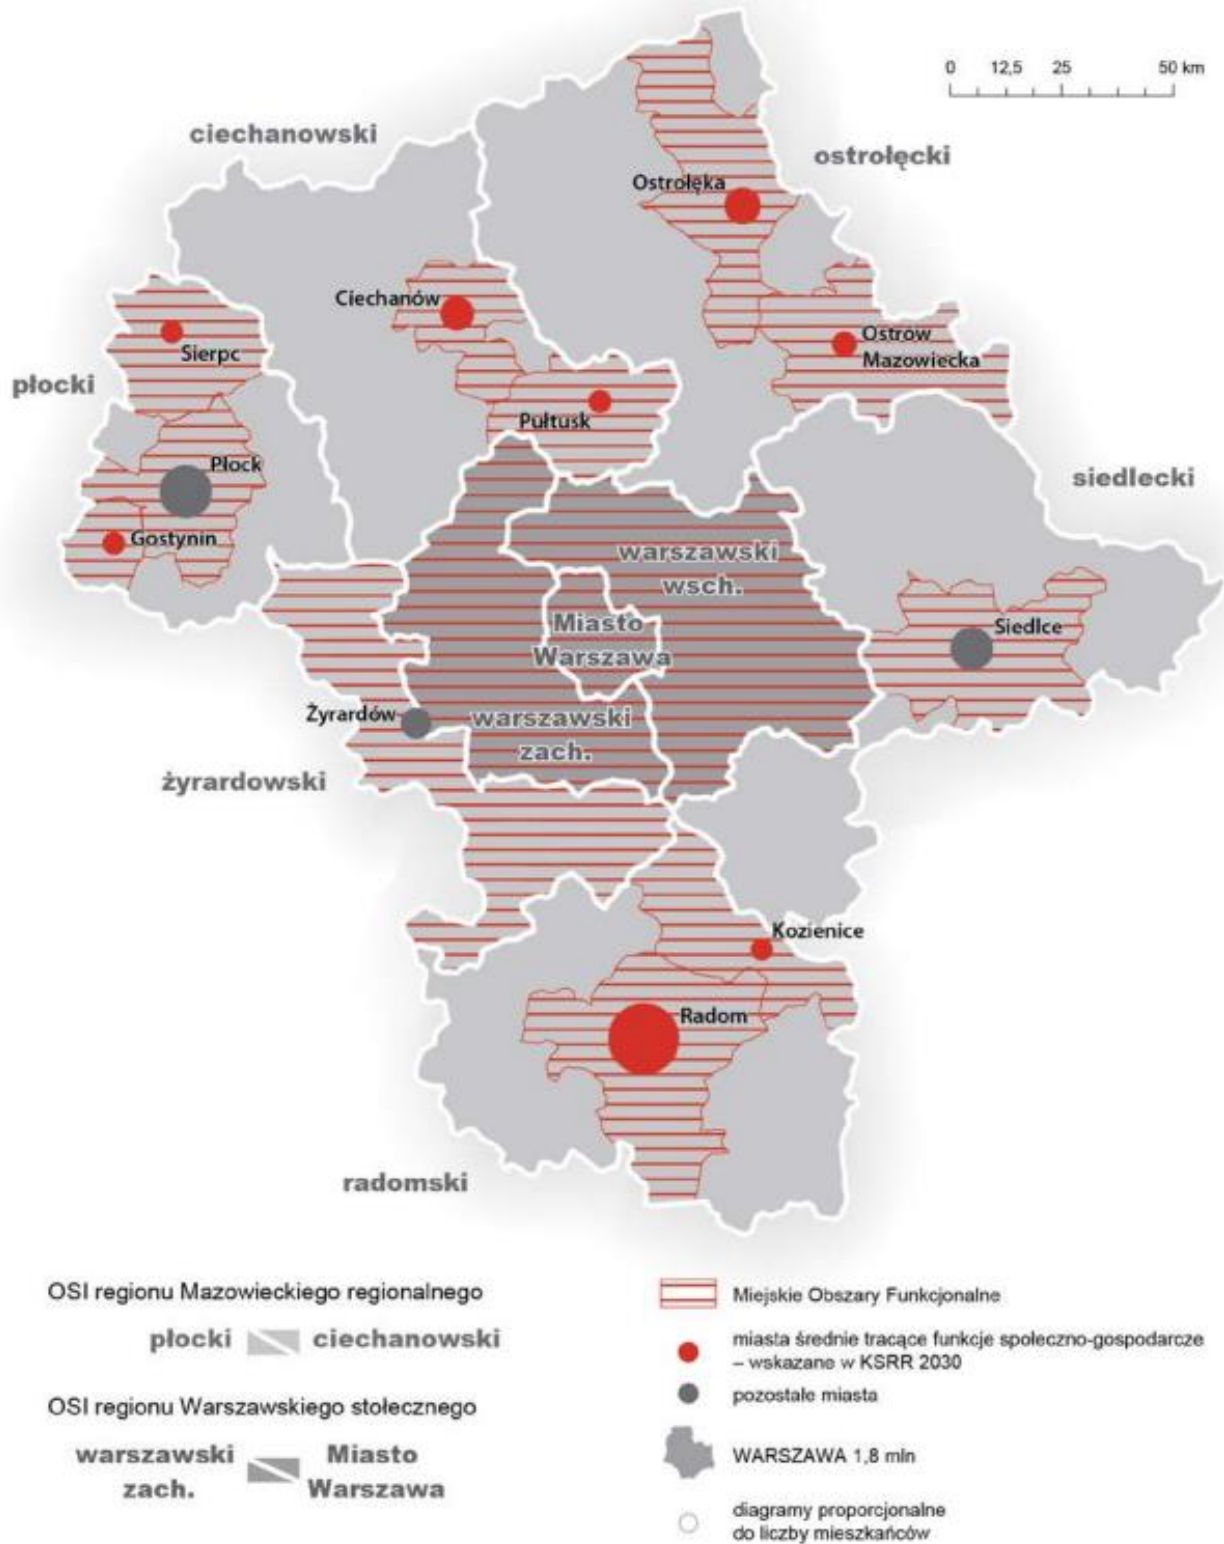 0 12,5 25 50 km
ciechanowski
ostrołęcki
Ostrołęka
Ciechanów
Ostrów
Mazowiecka
Sierpc
płocki
Pułtusk
Płock
siedlecki
Gostynin
warszawski
wsch.
Miasto
Warszawa
Siedlce
Żyrardów
warszawski
zach.
żyrardowski
Kozienice
Radom
radomski
OSI regionu Mazowieckiego regionalnego
płocki ciechanowski
OSI regionu Warszawskiego stołecznego
warszawski
zach.
Miasto
Warszawa
Miejskie Obszary Funkcjonalne
miasta średnie tracące funkcje społeczno-gospodarcze
– wskazane w KSRR 2030
pozostałe miasta
WARSZAWA 1,8 mln
diagramy proporcjonalne
do liczby mieszkańców